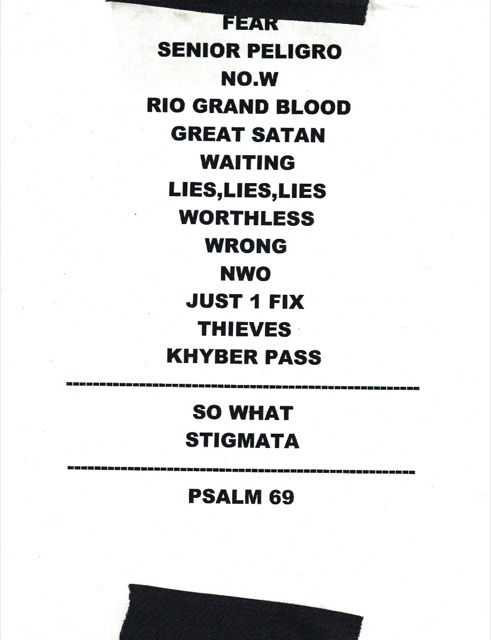 FEAR
SENIOR PELIGRO
NO.W
RIO GRAND BLOOD
GREAT SATAN
WAITING
LIES,LIES,LIES
WORTHLESS
WRONG
NWO
JUST 1 FIX
THIEVES
KHYBER PASS
SO WHAT
STIGMATA
PSALM 69